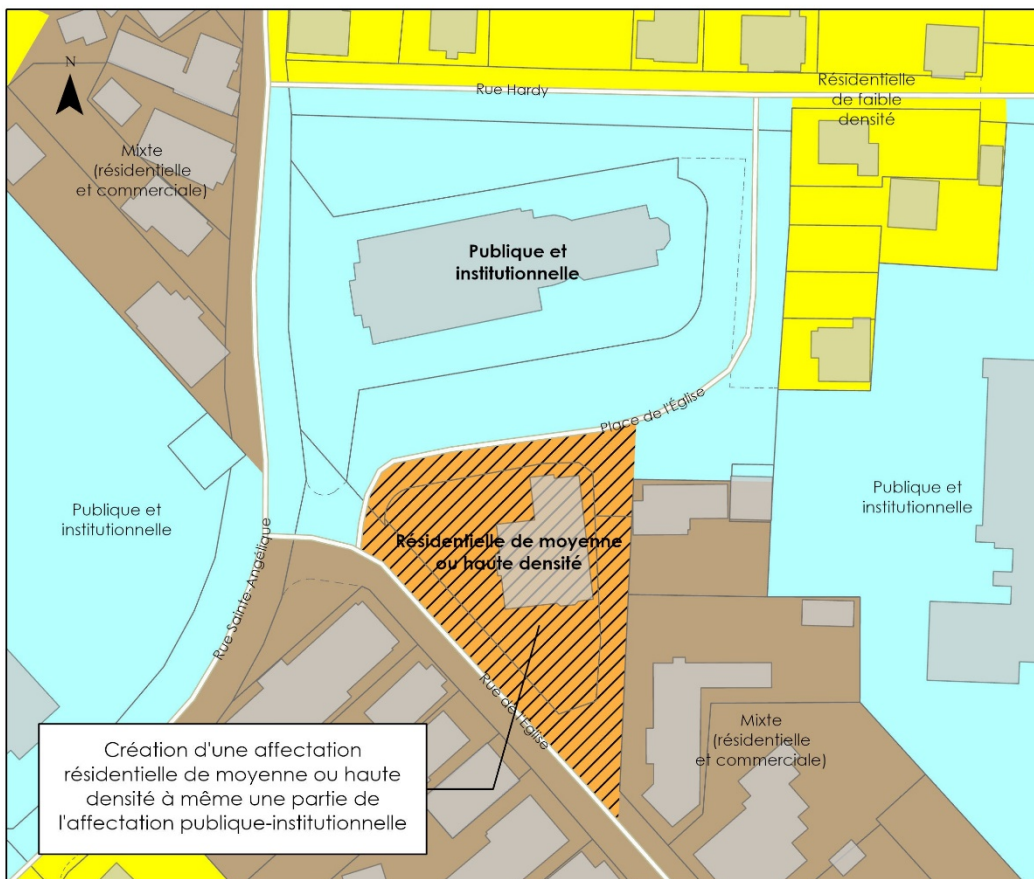 N
Rue Hardy
Résidentielle
de faible
densité
Mixte
(résidentielle
et commerciale)
Publique et
institutionnelle
Place de l'Église
Publique et
institutionnelle
Publique et
institutionnelle
Résidentielle de moyenne
ou haute densité
Rue Sainte-Angélique
Rue de l'Église
Mixte
(résidentielle
et commerciale)
Création d'une affectation
résidentielle de moyenne ou haute
densité à même une partie de
l'affectation publique-institutionnelle